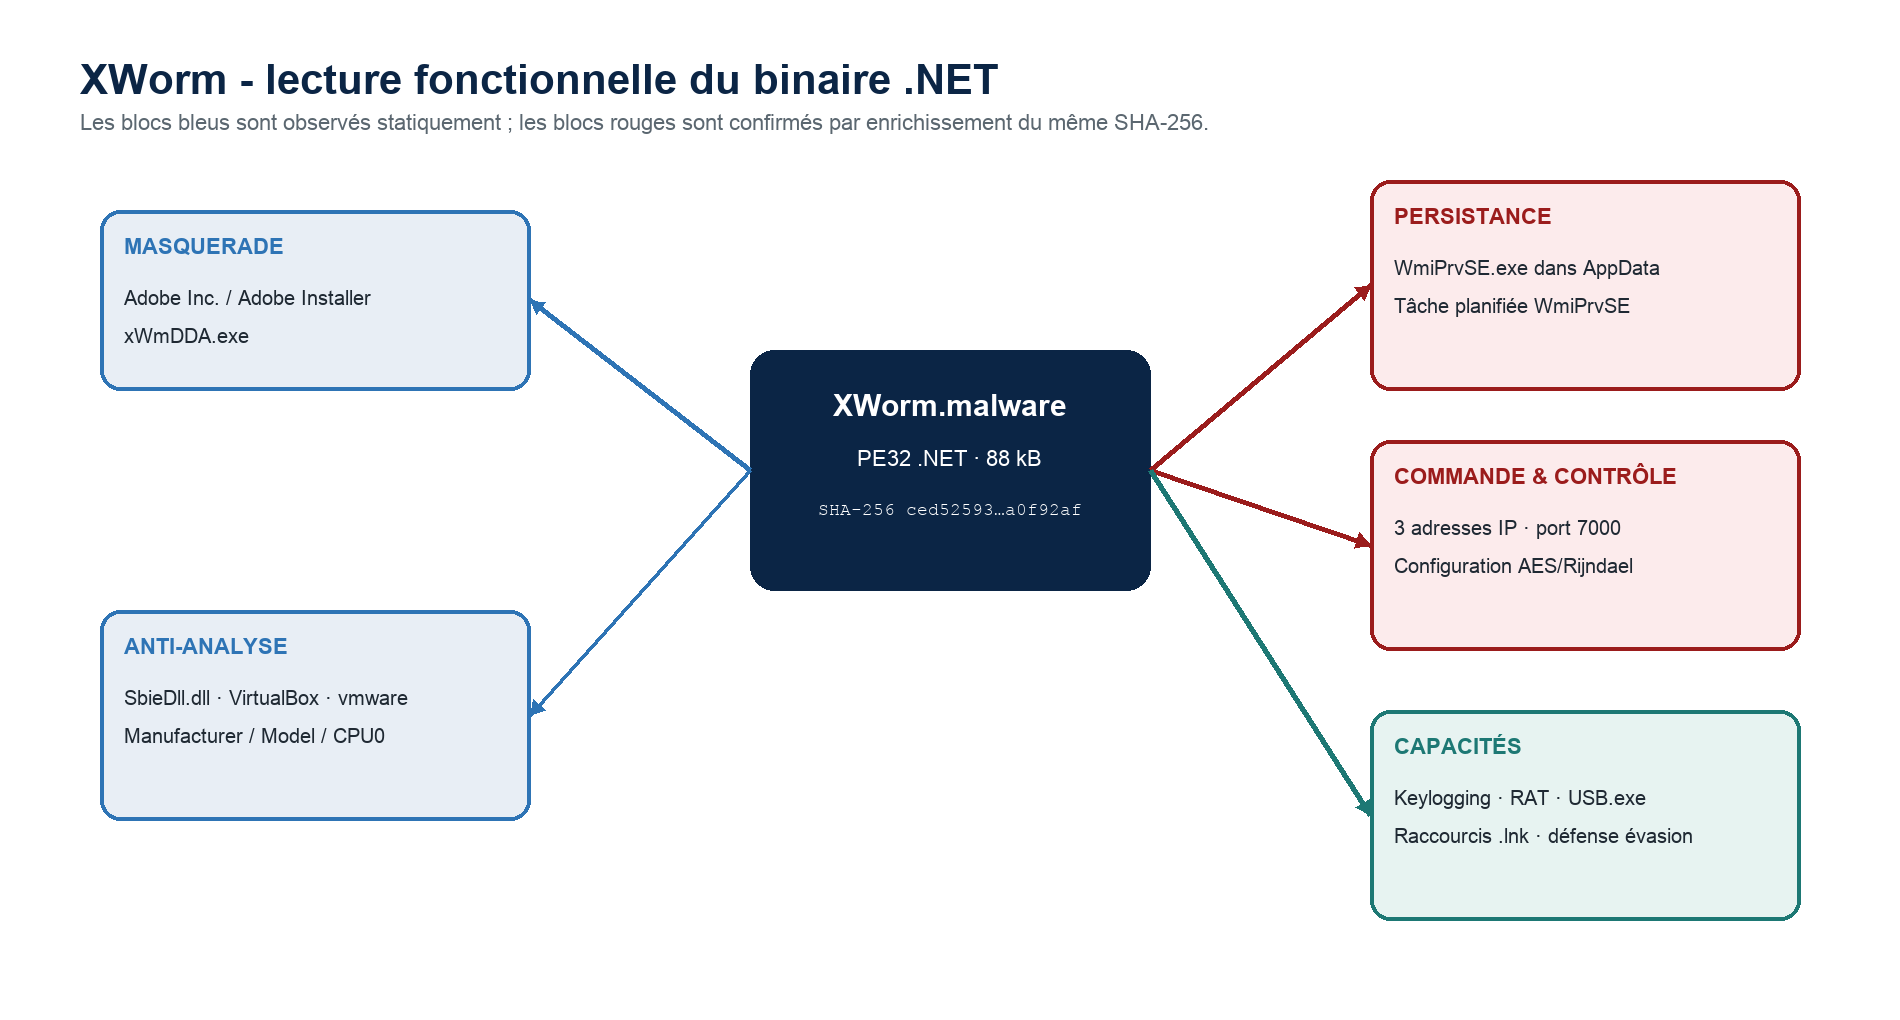 XWorm - lecture fonctionnelle du binaire .NET
Les blocs bleus sont observés statiquement ; les blocs rouges sont confirmés par enrichissement du même SHA-256.
MASQUERADE
Adobe Inc. / Adobe Installer
xWmDDA.exe
ANTI-ANALYSE
SbieDll.dll · VirtualBox · vmware
Manufacturer / Model / CPU0
XWorm.malware
PE32 .NET · 88 kB
SHA-256 ced52593…a0f92af
PERSISTANCE
WmiPrvSE.exe dans AppData
Tâche planifiée WmiPrvSE
COMMANDE & CONTRÔLE
3 adresses IP · port 7000
Configuration AES/Rijndael
CAPACITÉS
Keylogging · RAT · USB.exe
Raccourcis .lnk · défense évasion